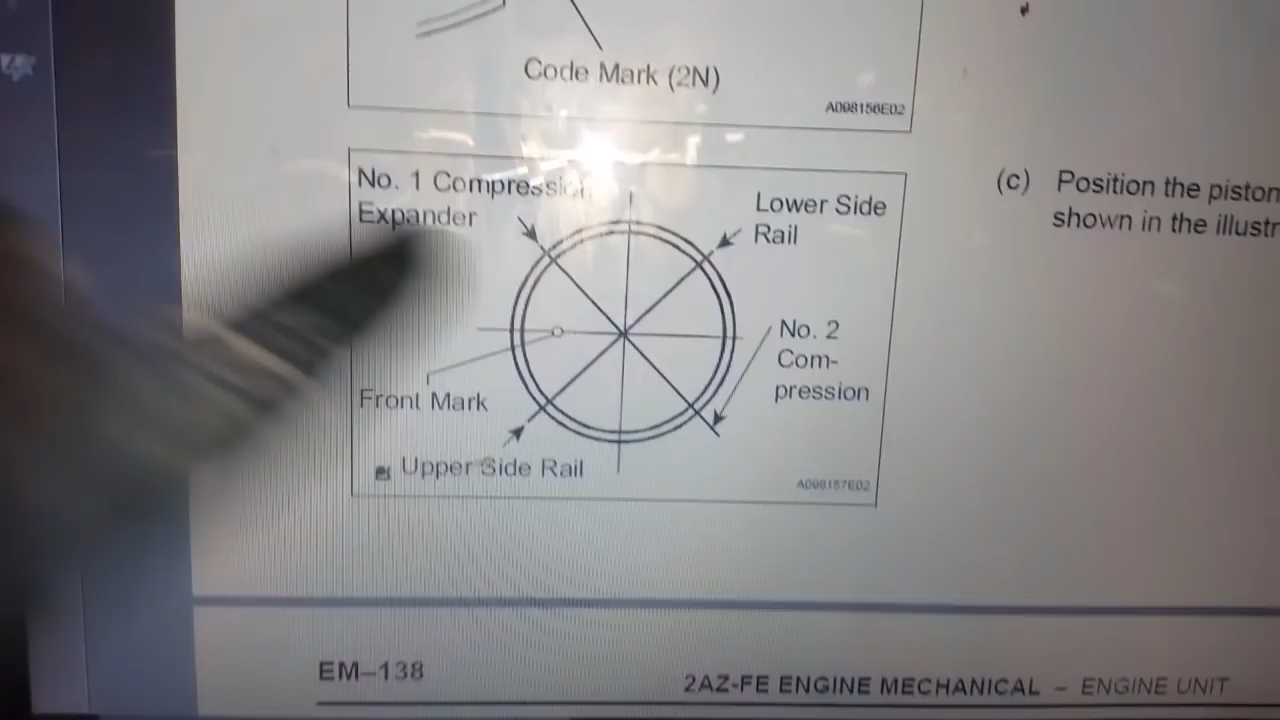 Code Mark (2N)
A098156E02
No. 1 Compression
Expander
Lower Side
Rail
(c) Position the piston
shown in the illustr
No. 2
Com-
pression
Front Mark
Upper Side Rail
A098157E02
EM–138
2AZ-FE ENGINE MECHANICAL – ENGINE UNIT